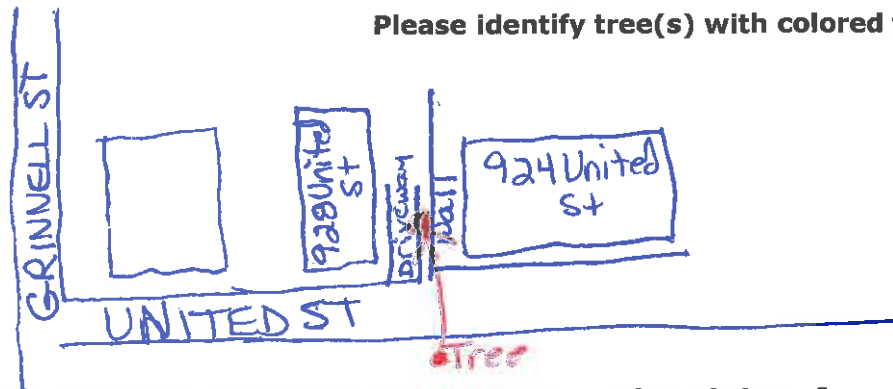 Please identify tree(s) with colored
GRINNELL ST
928 United
St
Driveway
Wall
924 United
St
UNITED ST
Tree